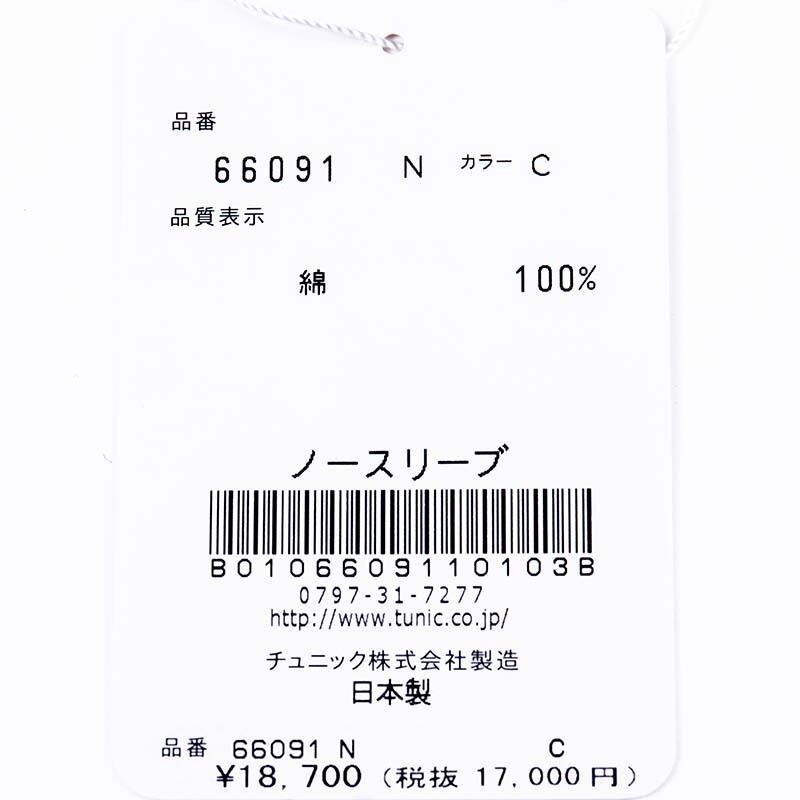 品番
66091 N カラー C
品質表示
綿 100%
ノースリーブ
B010660911​0103B
0797-31-7277
http://www.tunic.co.jp/
チュニック株式会社製造
日本製
品番 66091 N C
¥18,700 (税抜 17,000円)